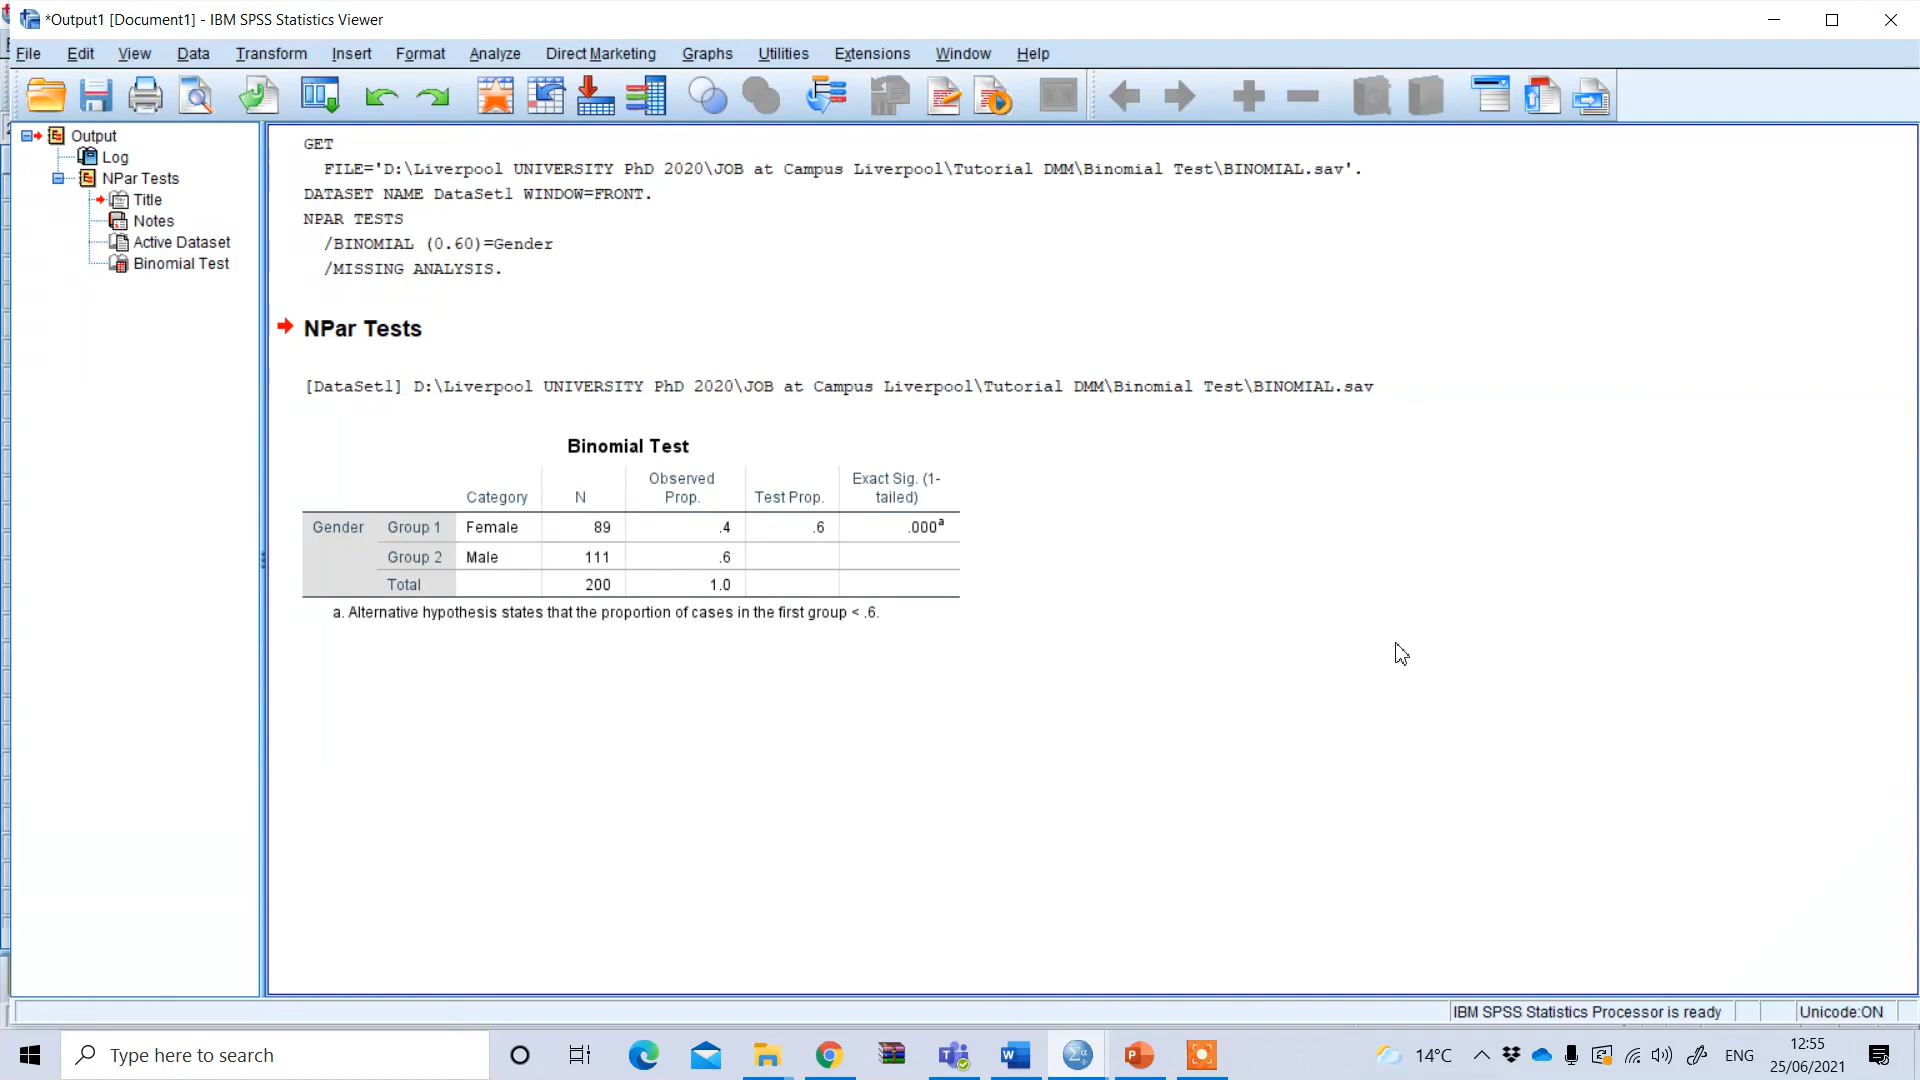 *Output1 [Document1] - IBM SPSS Statistics Viewer
File Edit View Data Transform Insert Format Analyze Direct Marketing Graphs Utilities Extensions Window Help
Output
Log
NPar Tests
Title
Notes
Active Dataset
Binomial Test
GET
FILE='D:\Liverpool UNIVERSITY PhD 2020\JOB at Campus Liverpool\Tutorial DMM\Binomial Test\BINOMIAL.sav'.
DATASET NAME DataSet1 WINDOW=FRONT.
NPAR TESTS
/BINOMIAL (0.60)=Gender
/MISSING ANALYSIS.
NPar Tests
[DataSet1] D:\Liverpool UNIVERSITY PhD 2020\JOB at Campus Liverpool\Tutorial DMM\Binomial Test\BINOMIAL.sav
Binomial Test
Category N Observed Prop. Test Prop. Exact Sig. (1-tailed)
Gender Group 1 Female 89 .4 .6 .000a
Group 2 Male 111 .6
Total 200 1.0
a. Alternative hypothesis states that the proportion of cases in the first group < .6.
IBM SPSS Statistics Processor is ready Unicode:ON
Type here to search
14°C ENG 12:55
25/06/2021